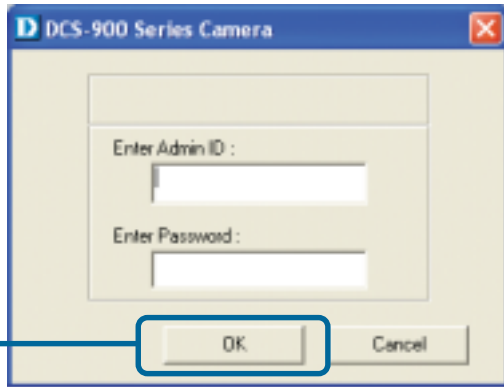 D DCS-900 Series Camera
Enter Admin ID :
Enter Password :
OK Cancel